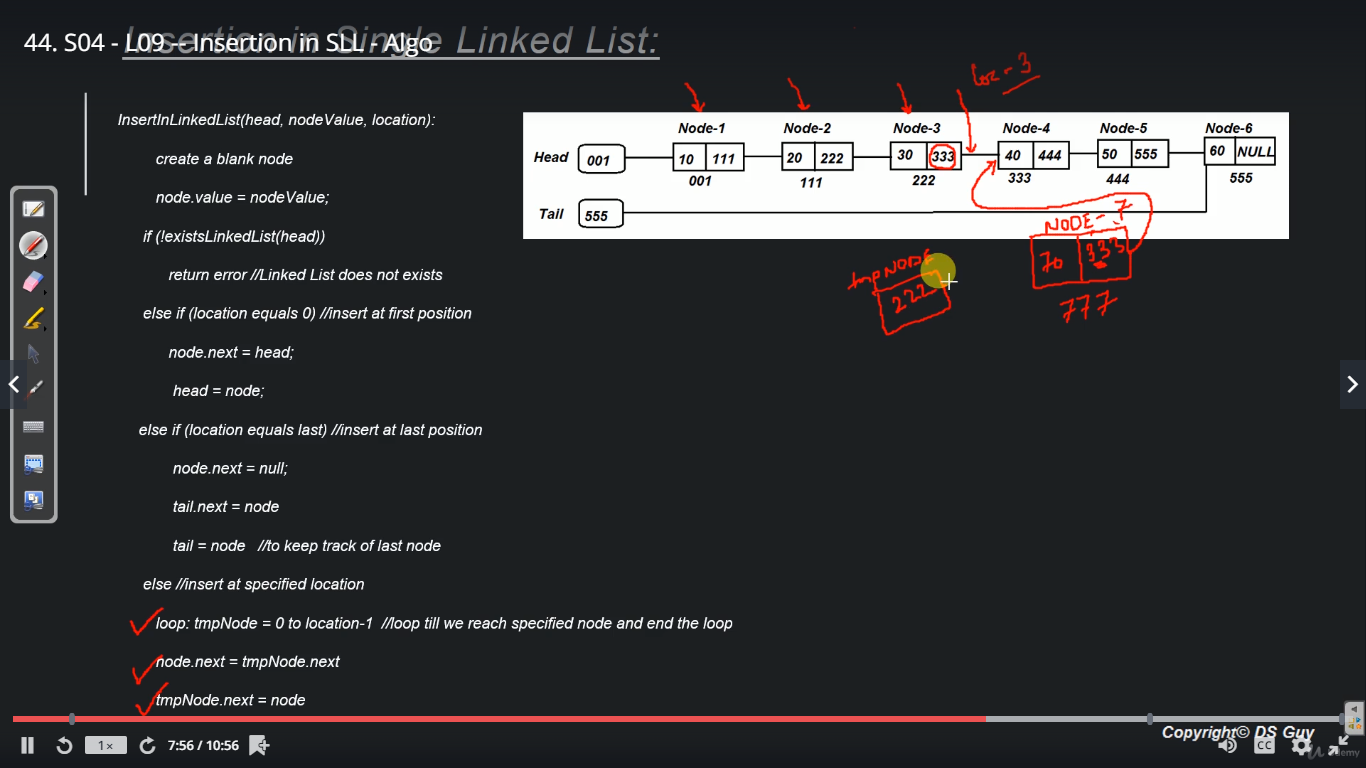 Insertion in Single Linked List:
44. S04 - L09 -- Insertion in SLL - Algo
InsertInLinkedList(head, nodeValue, location):
create a blank node
node.value = nodeValue;
if (!existsLinkedList(head))
return error //Linked List does not exists
else if (location equals 0) //insert at first position
node.next = head;
head = node;
else if (location equals last) //insert at last position
node.next = null;
tail.next = node
tail = node //to keep track of last node
else //insert at specified location
loop: tmpNode = 0 to location-1 //loop till we reach specified node and end the loop
node.next = tmpNode.next
tmpNode.next = node
loc - 3
Node-1 Node-2 Node-3 Node-4 Node-5 Node-6
Head 001 10 111 20 222 30 333 40 444 50 555 60 NULL
001 111 222 333 444 555
Tail 555
NODE - 7
70 333
777
tmpNODE
222
Copyright© DS Guy
1× 7:56 / 10:56 CC
Udemy